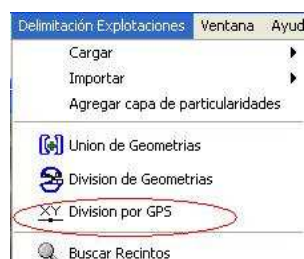 Delimitación Explotaciones Ventana Ayud
Cargar
Importar
Agregar capa de particularidades
Union de Geometrias
Division de Geometrias
XY Division por GPS
Buscar Recintos